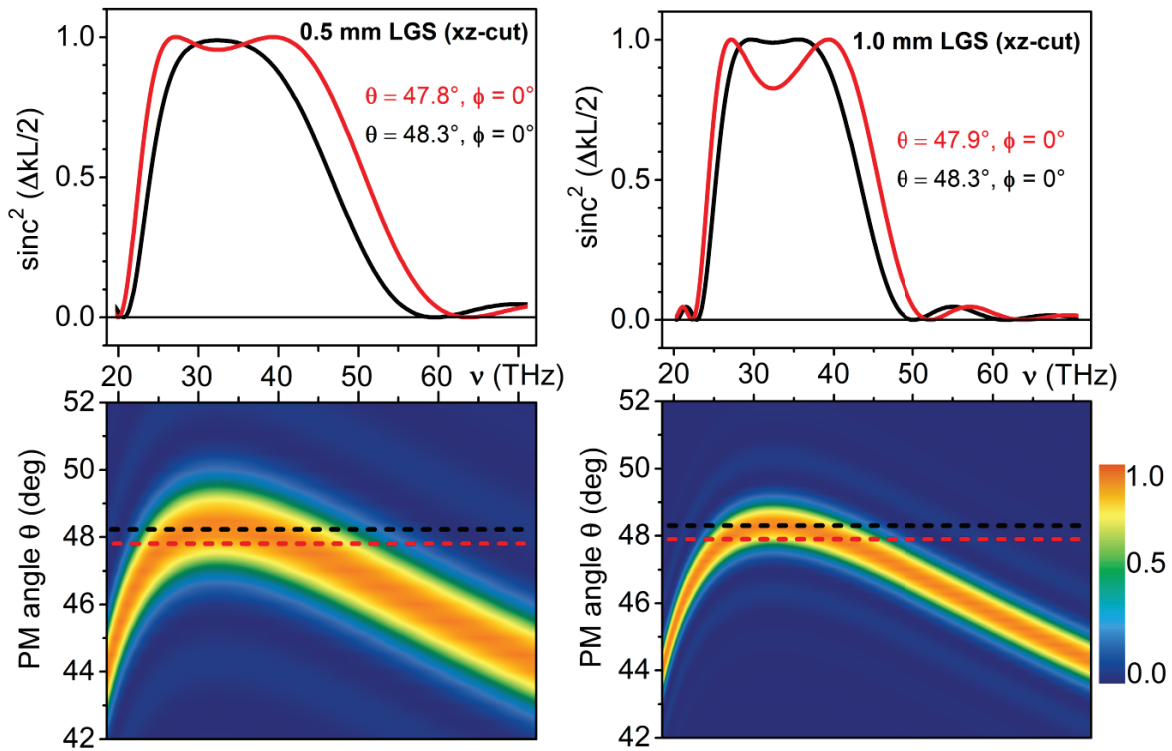 0.5 mm LGS (xz-cut)
θ = 47.8°, ϕ = 0°
θ = 48.3°, ϕ = 0°
sinc² (ΔkL/2)
1.0
0.5
0.0
20 30 40 50 60 ν (THz)
1.0 mm LGS (xz-cut)
θ = 47.9°, ϕ = 0°
θ = 48.3°, ϕ = 0°
sinc² (ΔkL/2)
1.0
0.5
0.0
20 30 40 50 60 ν (THz)
PM angle θ (deg)
52
50
48
46
44
42
PM angle θ (deg)
52
50
48
46
44
42
1.0
0.5
0.0